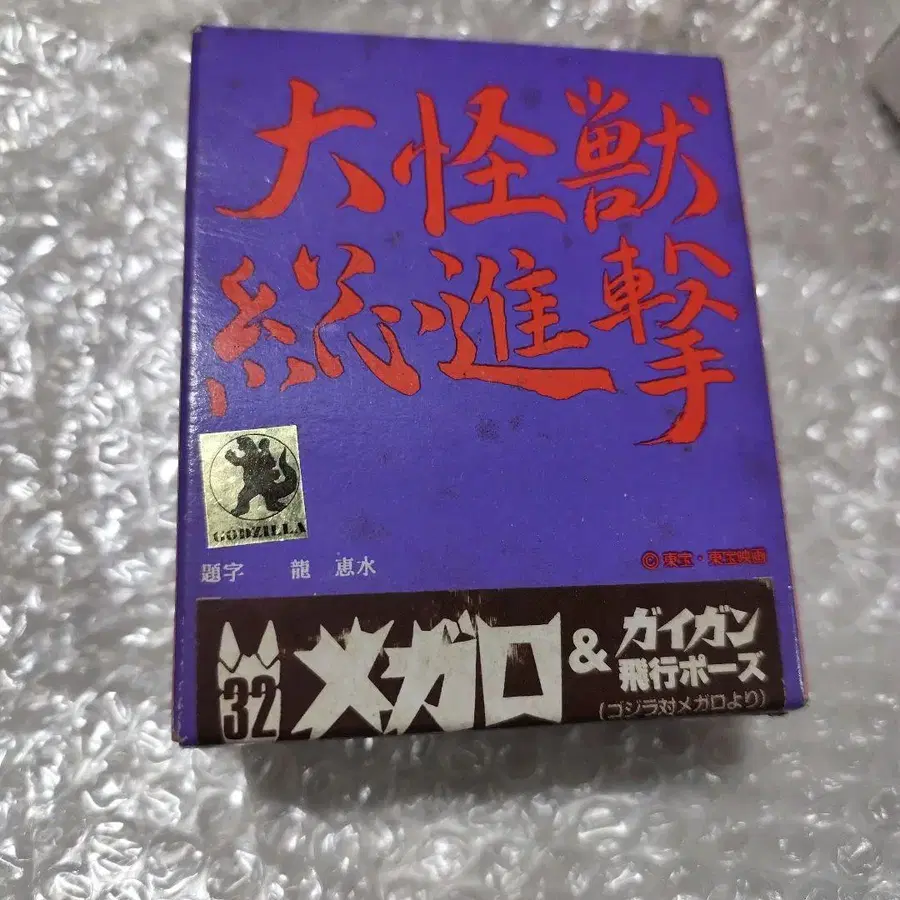 大怪獣
総進撃
GODZILLA
題字　龍　恵水
©東宝・東宝映画
32 メガロ & ガイガン
飛行ポーズ
(ゴジラ対メガロより)